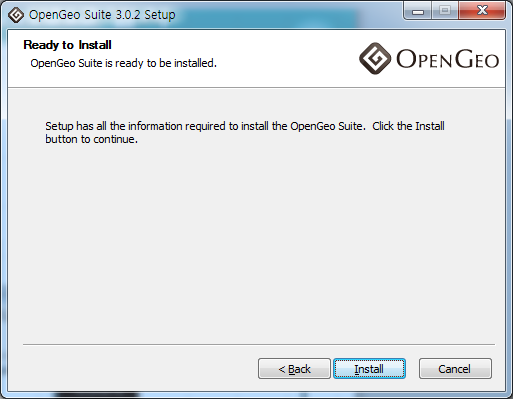 OpenGeo Suite 3.0.2 Setup
Ready to Install
OpenGeo Suite is ready to be installed.
OPENGEO
Setup has all the information required to install the OpenGeo Suite.  Click the Install
button to continue.
< Back
Install
Cancel